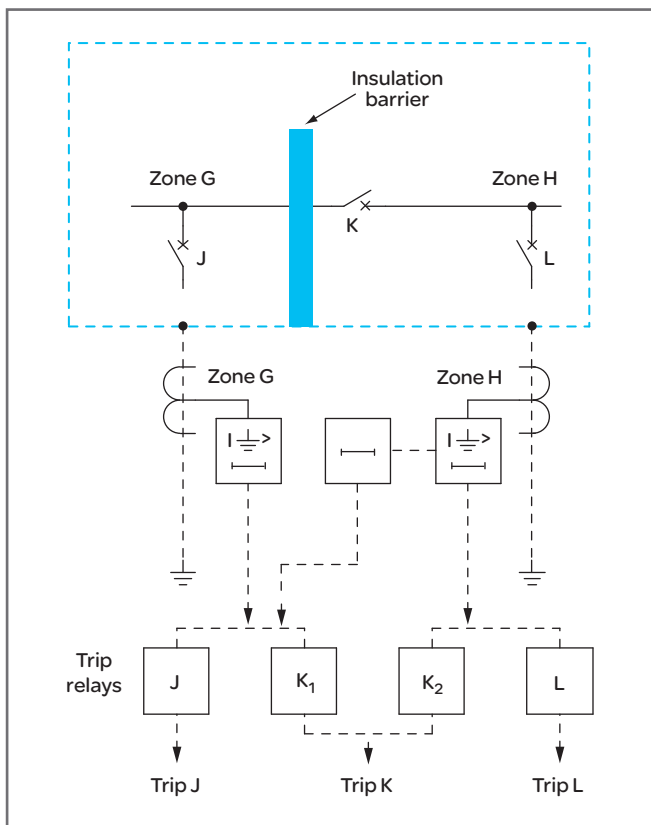 Insulation
barrier
Zone G
Zone H
K
J
L
Zone G
Zone H
I >
I >
Trip
relays
J
K₁
K₂
L
Trip J
Trip K
Trip L